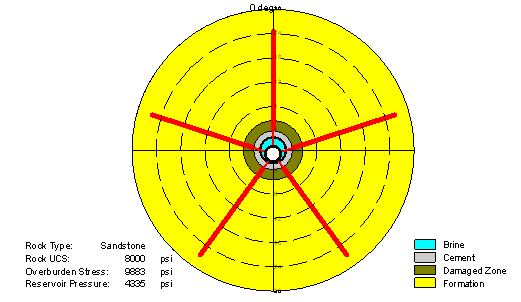 0 degree
Rock Type: Sandstone
Rock UCS: 8000 psi
Overburden Stress: 9883 psi
Reservoir Pressure: 4335 psi
Brine
Cement
Damaged Zone
Formation